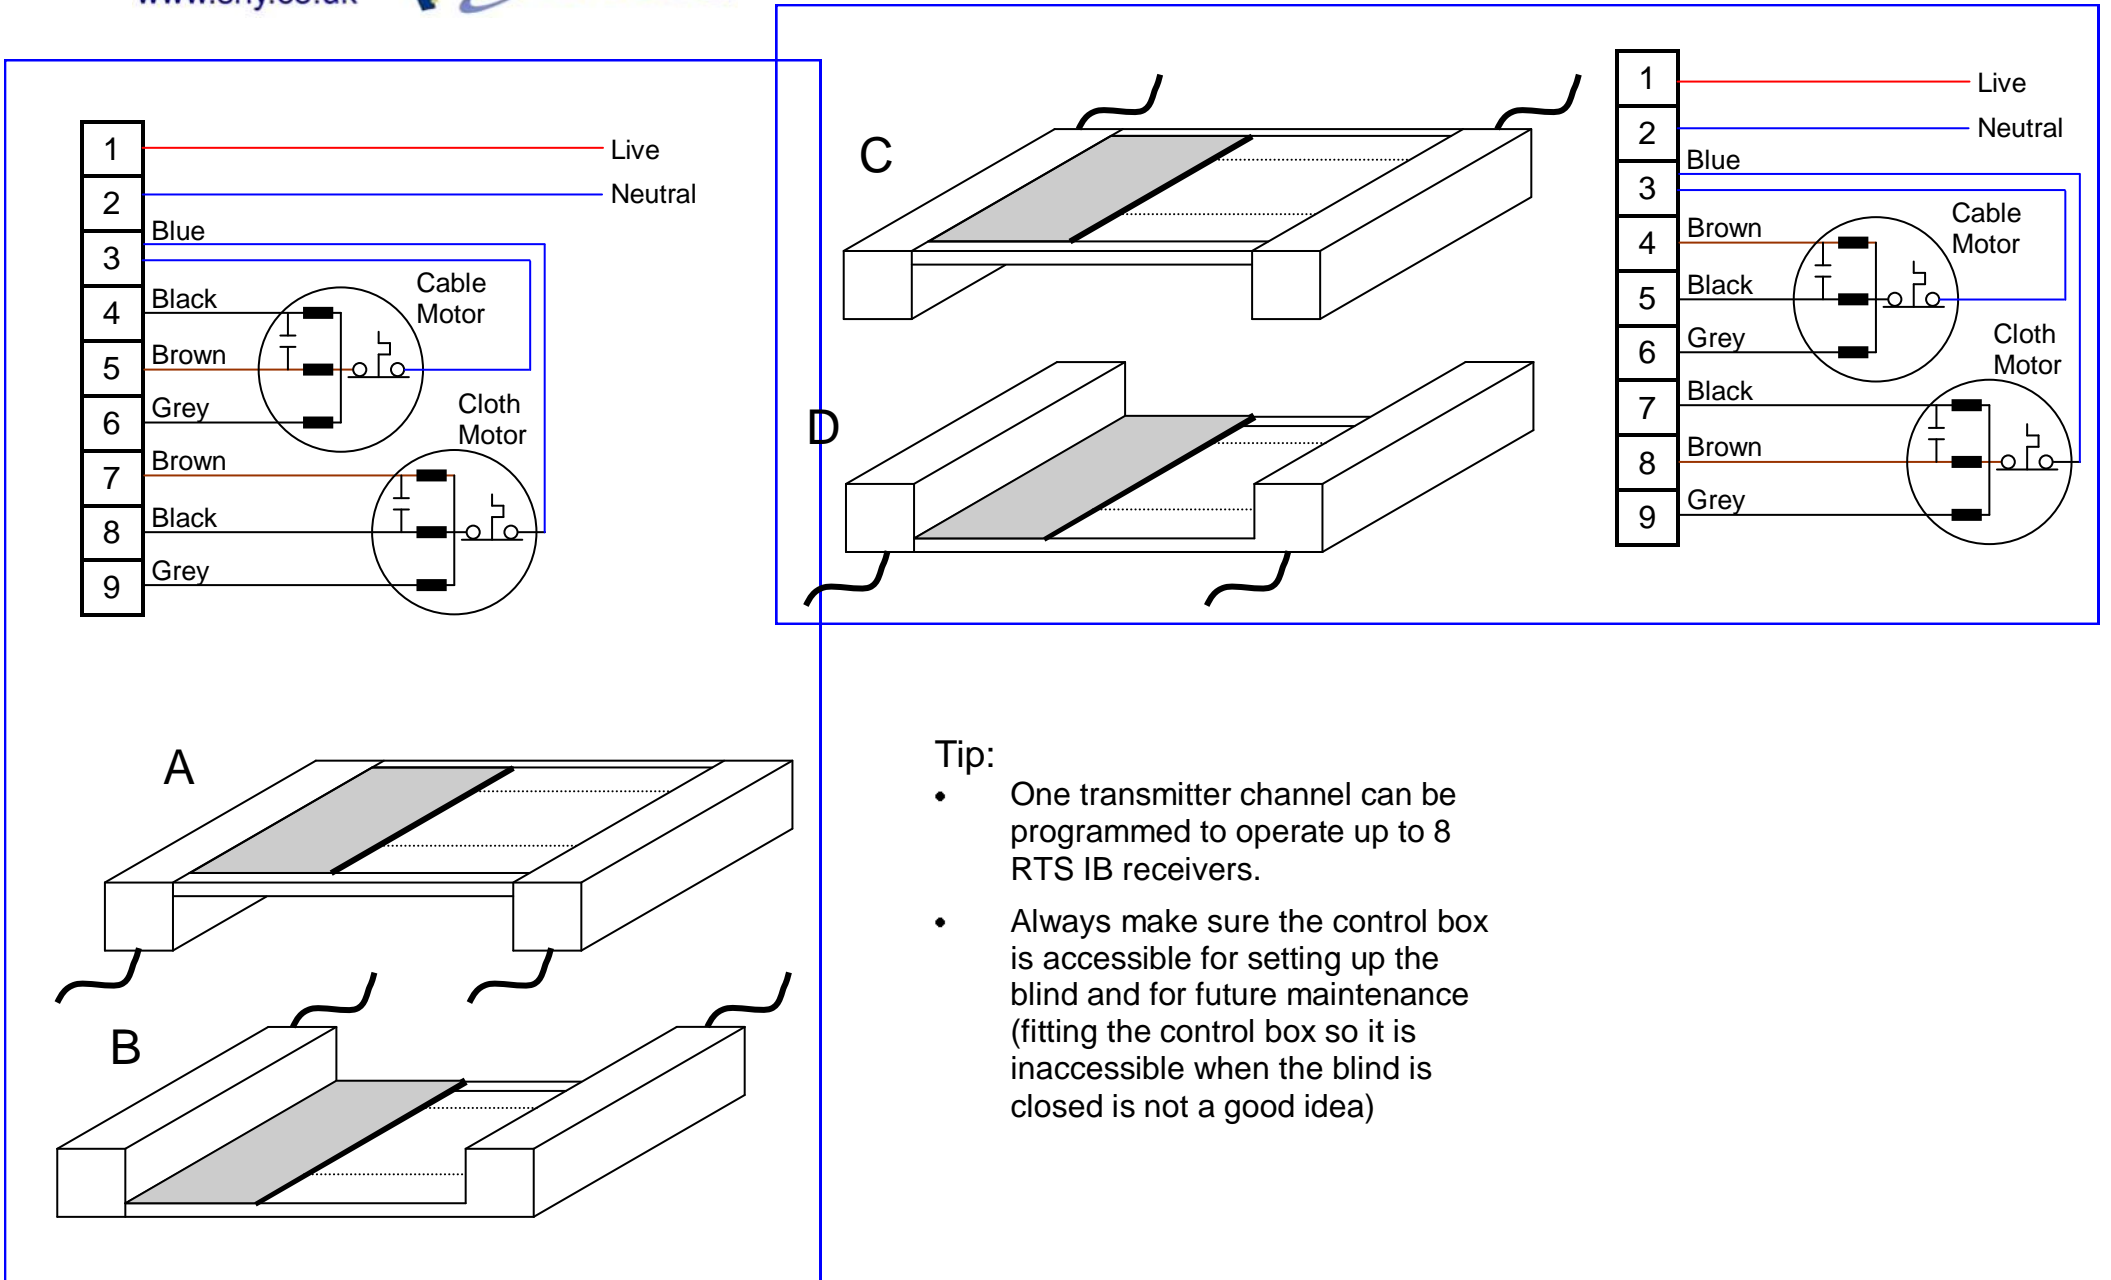 1
Live
2
Neutral
Blue
3
Cable
Motor
Black
4
Brown
5
Grey
6
Cloth
Motor
Brown
7
Black
8
Grey
9
A
B
C
D
1
Live
2
Neutral
Blue
3
Cable
Motor
Brown
4
Black
5
Grey
6
Cloth
Motor
Black
7
Brown
8
Grey
9
Tip:
• One transmitter channel can be
programmed to operate up to 8
RTS IB receivers.
• Always make sure the control box
is accessible for setting up the
blind and for future maintenance
(fitting the control box so it is
inaccessible when the blind is
closed is not a good idea)